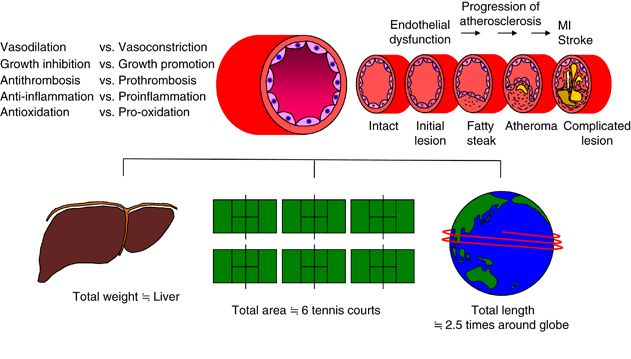 Vasodilation vs. Vasoconstriction
Growth inhibition vs. Growth promotion
Antithrombosis vs. Prothrombosis
Anti-inflammation vs. Proinflammation
Antioxidation vs. Pro-oxidation
Endothelial
dysfunction
Progression of
atherosclerosis
MI
Stroke
Intact
Initial
lesion
Fatty
steak
Atheroma
Complicated
lesion
Total weight ≒ Liver
Total area ≒ 6 tennis courts
Total length
≒ 2.5 times around globe